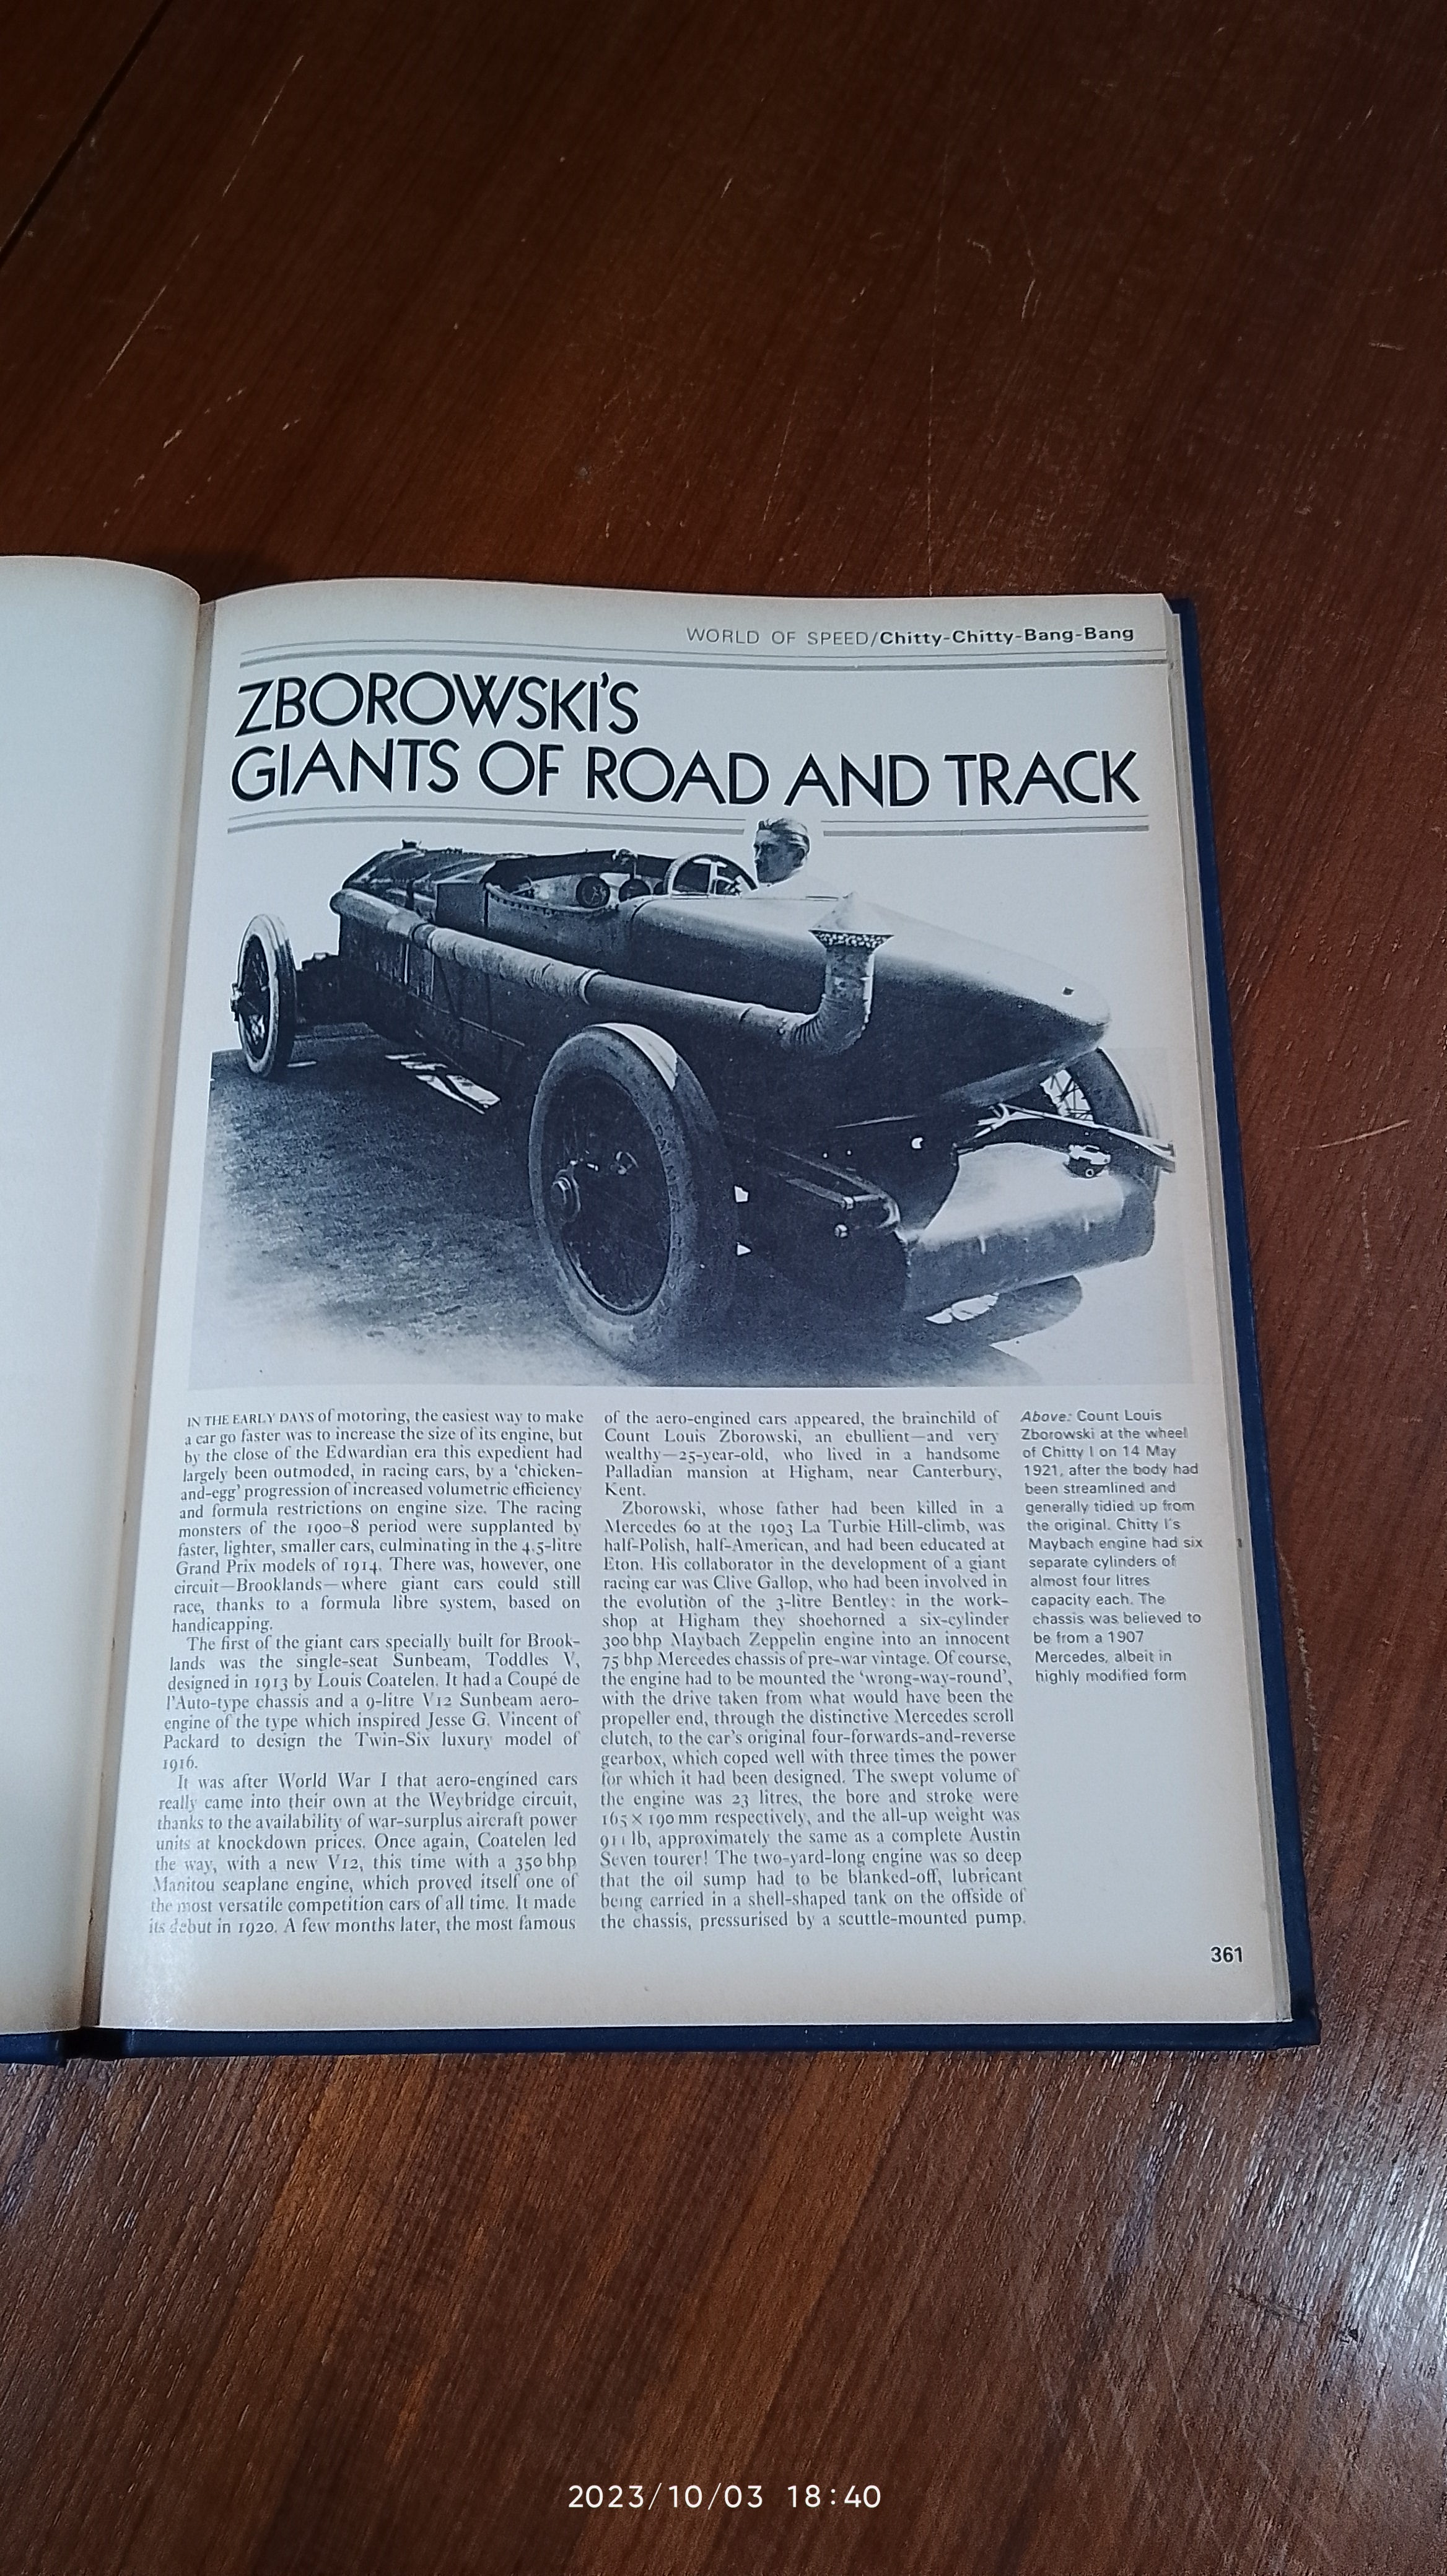 WORLD OF SPEED/Chitty-Chitty-Bang-Bang
ZBOROWSKI'S
GIANTS OF ROAD AND TRACK
IN THE EARLY DAYS of motoring, the easiest way to make
a car go faster was to increase the size of its engine, but
by the close of the Edwardian era this expedient had
largely been outmoded, in racing cars, by a 'chicken-
and-egg' progression of increased volumetric efficiency
and formula restrictions on engine size. The racing
monsters of the 1900–8 period were supplanted by
faster, lighter, smaller cars, culminating in the 4.5-litre
Grand Prix models of 1914. There was, however, one
circuit—Brooklands—where giant cars could still
race, thanks to a formula libre system, based on
handicapping.
The first of the giant cars specially built for Brook-
lands was the single-seat Sunbeam, Toddles V,
designed in 1913 by Louis Coatelen. It had a Coupé de
l'Auto-type chassis and a 9-litre V12 Sunbeam aero-
engine of the type which inspired Jesse G. Vincent of
Packard to design the Twin-Six luxury model of
1916.
It was after World War I that aero-engined cars
really came into their own at the Weybridge circuit,
thanks to the availability of war-surplus aircraft power
units at knockdown prices. Once again, Coatelen led
the way, with a new V12, this time with a 350 bhp
Manitou seaplane engine, which proved itself one of
the most versatile competition cars of all time. It made
its debut in 1920. A few months later, the most famous
of the aero-engined cars appeared, the brainchild of
Count Louis Zborowski, an ebullient—and very
wealthy—25-year-old, who lived in a handsome
Palladian mansion at Higham, near Canterbury,
Kent.
Zborowski, whose father had been killed in a
Mercedes 60 at the 1903 La Turbie Hill-climb, was
half-Polish, half-American, and had been educated at
Eton. His collaborator in the development of a giant
racing car was Clive Gallop, who had been involved in
the evolution of the 3-litre Bentley: in the work-
shop at Higham they shoehorned a six-cylinder
300 bhp Maybach Zeppelin engine into an innocent
75 bhp Mercedes chassis of pre-war vintage. Of course,
the engine had to be mounted the 'wrong-way-round',
with the drive taken from what would have been the
propeller end, through the distinctive Mercedes scroll
clutch, to the car's original four-forwards-and-reverse
gearbox, which coped well with three times the power
for which it had been designed. The swept volume of
the engine was 23 litres, the bore and stroke were
165 × 190 mm respectively, and the all-up weight was
911 lb, approximately the same as a complete Austin
Seven tourer! The two-yard-long engine was so deep
that the oil sump had to be blanked-off, lubricant
being carried in a shell-shaped tank on the offside of
the chassis, pressurised by a scuttle-mounted pump.
Above: Count Louis
Zborowski at the wheel
of Chitty I on 14 May
1921, after the body had
been streamlined and
generally tidied up from
the original. Chitty I's
Maybach engine had six
separate cylinders of
almost four litres
capacity each. The
chassis was believed to
be from a 1907
Mercedes, albeit in
highly modified form
361
2023/10/03 18:40